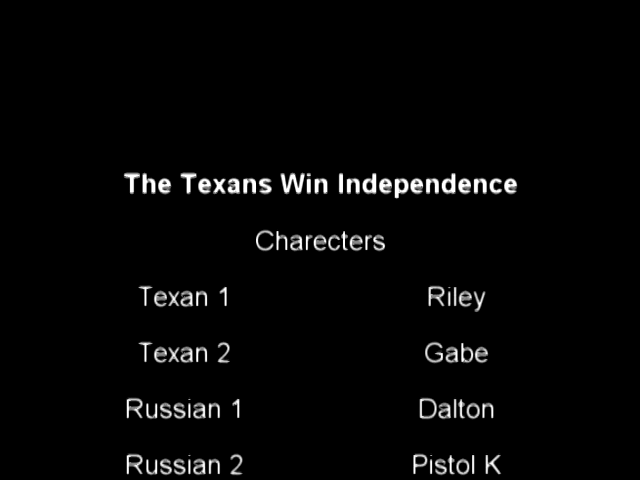 The Texans Win Independence
Charecters
Texan 1 Riley
Texan 2 Gabe
Russian 1 Dalton
Russian 2 Pistol K